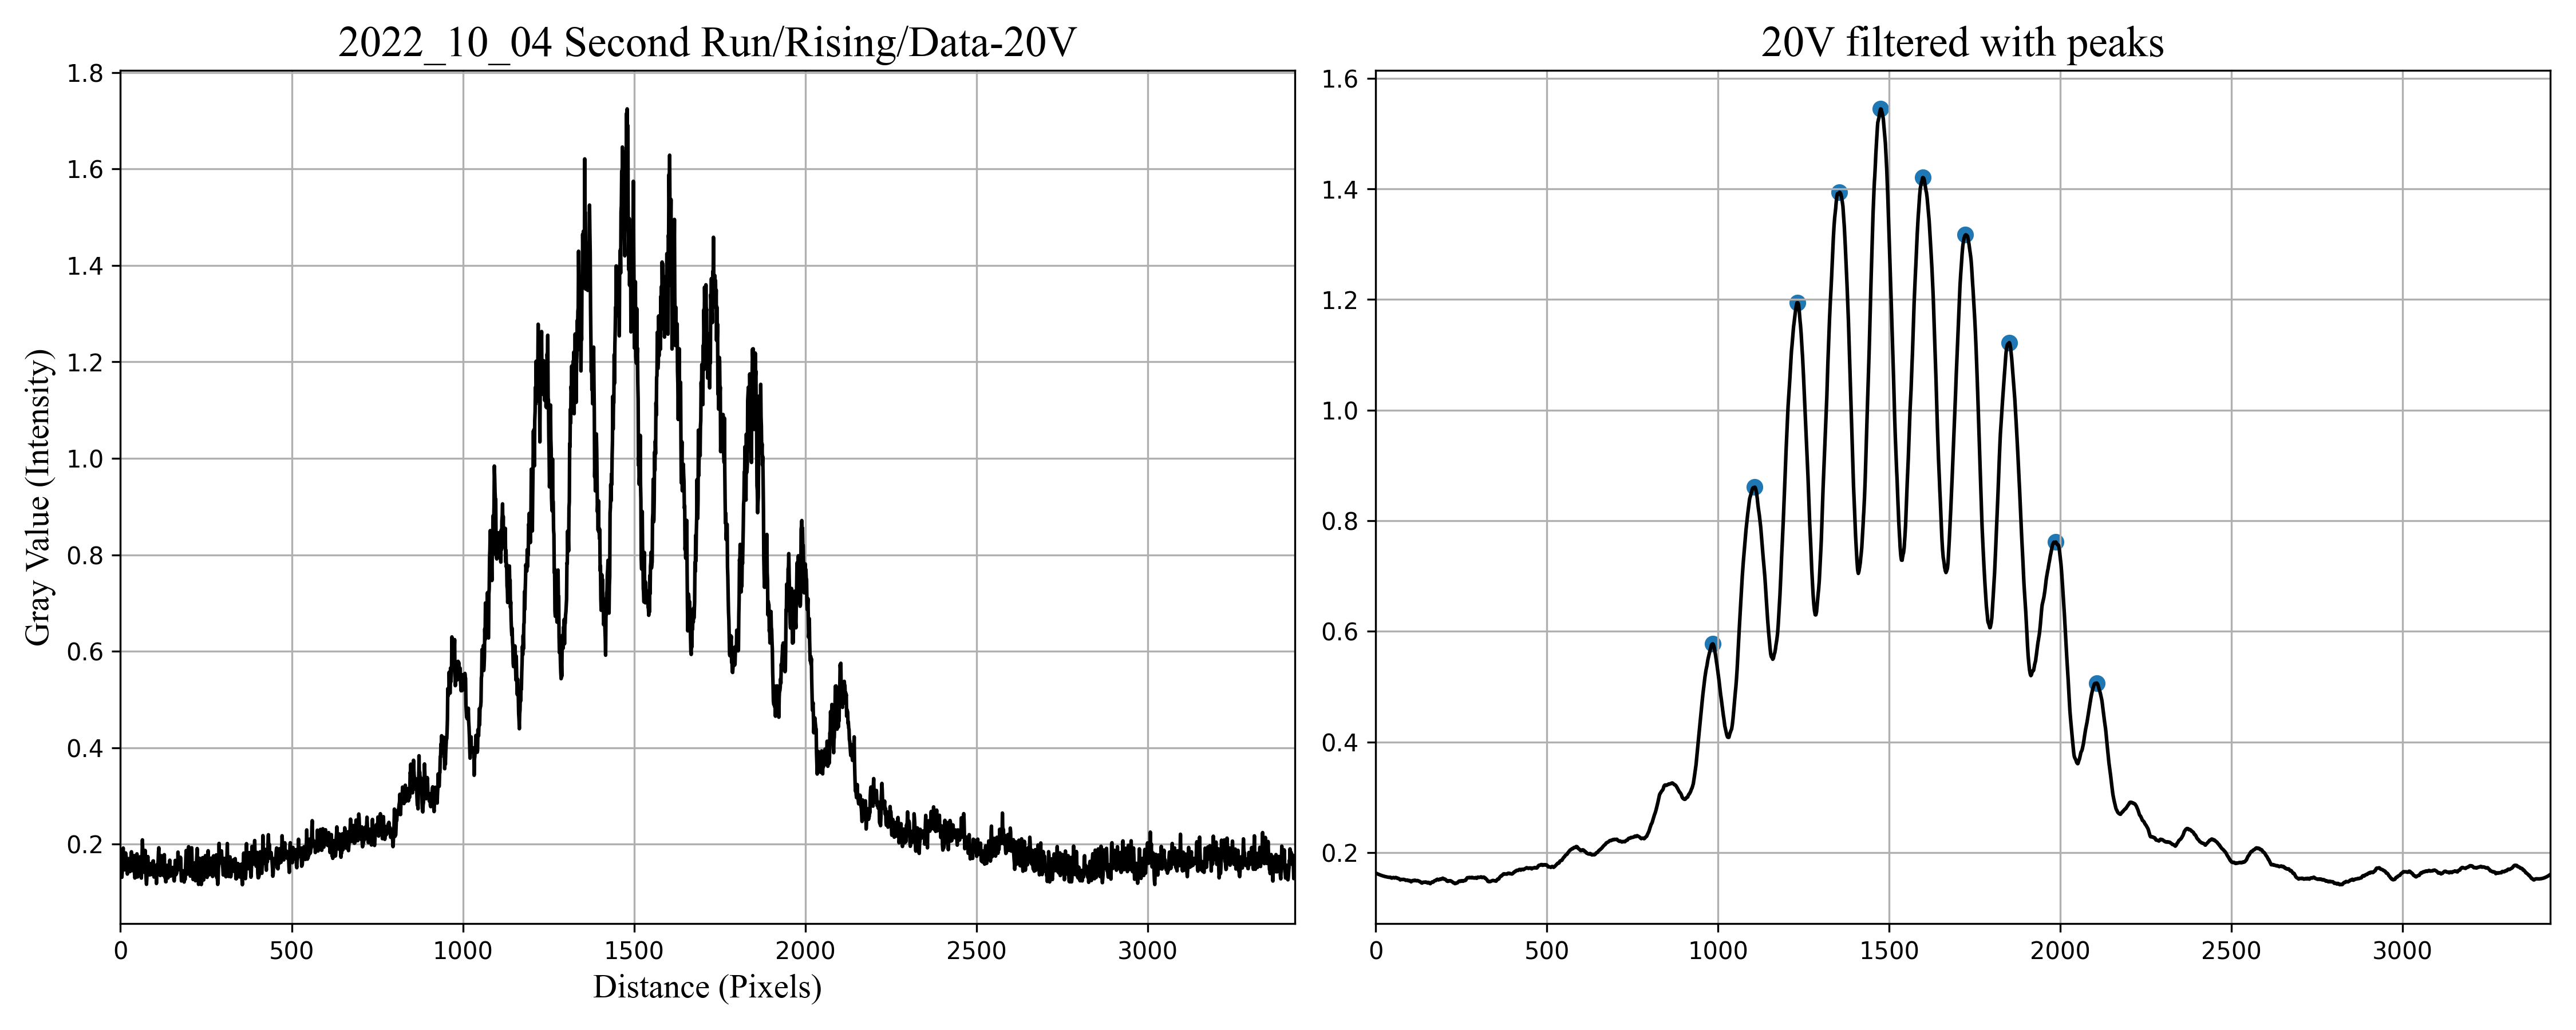 2022_10_04 Second Run/Rising/Data-20V
1.8
1.6
1.4
1.2
1.0
0.8
0.6
0.4
0.2
Gray Value (Intensity)
0 500 1000 1500 2000 2500 3000
Distance (Pixels)
20V filtered with peaks
1.6
1.4
1.2
1.0
0.8
0.6
0.4
0.2
0 500 1000 1500 2000 2500 3000